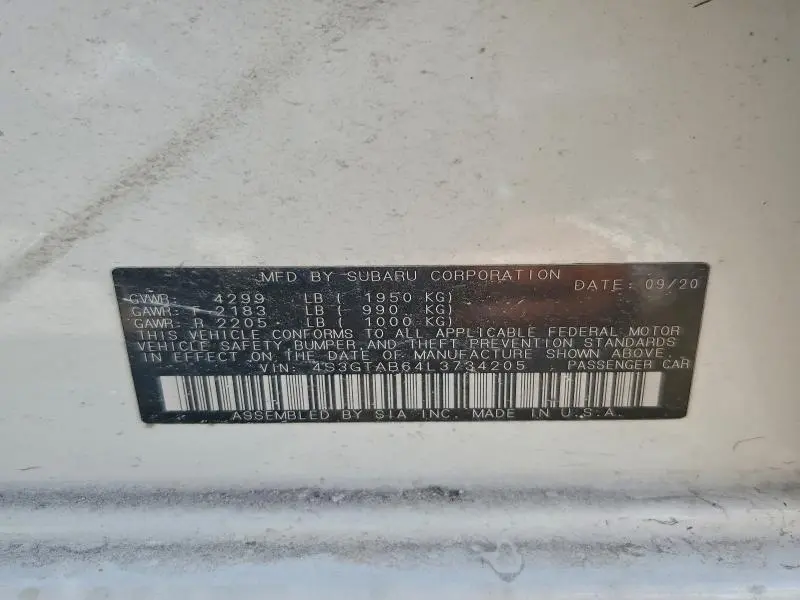 MFD BY SUBARU CORPORATION DATE: 09/20
GVWR: 4299 LB ( 1950 KG)
GAWR: F 2183 LB ( 990 KG)
GAWR: R 2205 LB ( 1000 KG)
THIS VEHICLE CONFORMS TO ALL APPLICABLE FEDERAL MOTOR
VEHICLE SAFETY BUMPER AND THEFT PREVENTION STANDARDS
IN EFFECT ON THE DATE OF MANUFACTURE SHOWN ABOVE.
VIN: 4S3GTAB64L3734205 PASSENGER CAR
ASSEMBLED BY SIA INC. MADE IN U.S.A.